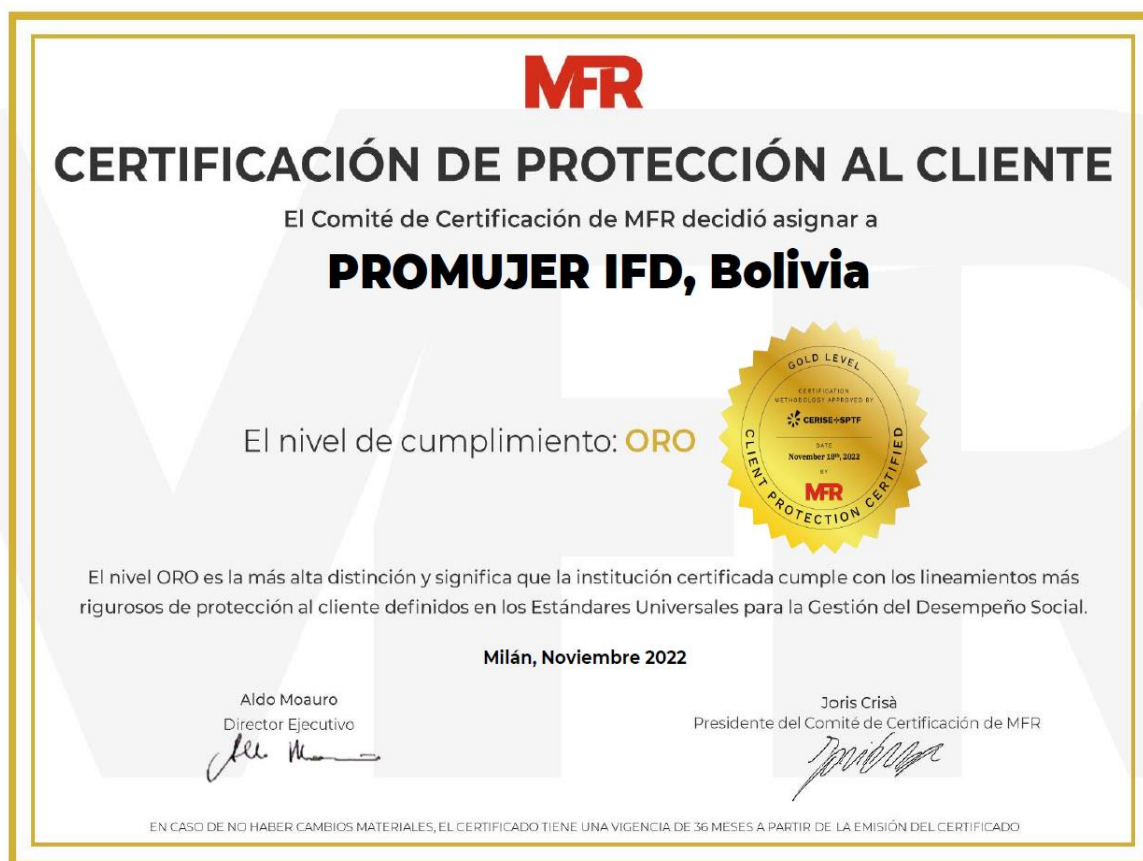 MFR
CERTIFICACIÓN DE PROTECCIÓN AL CLIENTE
El Comité de Certificación de MFR decidió asignar a
PROMUJER IFD, Bolivia
El nivel de cumplimiento: ORO
GOLD LEVEL
CERTIFICATION
METHODOLOGY APPROVED BY
CERISE+SPTF
DATE
November 18th, 2022
BY
MFR
CLIENT PROTECTION CERTIFIED
El nivel ORO es la más alta distinción y significa que la institución certificada cumple con los lineamientos más
rigurosos de protección al cliente definidos en los Estándares Universales para la Gestión del Desempeño Social.
Milán, Noviembre 2022
Aldo Moauro
Director Ejecutivo
Joris Crisà
Presidente del Comité de Certificación de MFR
EN CASO DE NO HABER CAMBIOS MATERIALES, EL CERTIFICADO TIENE UNA VIGENCIA DE 36 MESES A PARTIR DE LA EMISIÓN DEL CERTIFICADO